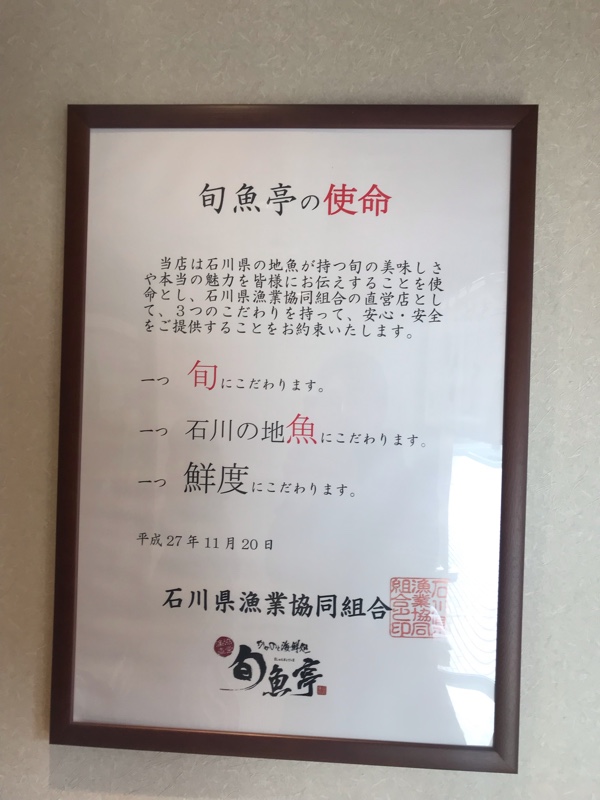 旬魚亭の使命
当店は石川県の地魚が持つ旬の美味しさ
や本当の魅力を皆様にお伝えすることを使
命とし、石川県漁業協同組合の直営店とし
て、３つのこだわりを持って、安心・安全
をご提供することをお約束いたします。
一つ　旬にこだわります。
一つ　石川の地魚にこだわります。
一つ　鮮度にこだわります。
平成27年11月20日
石川県漁業協同組合
旬魚亭